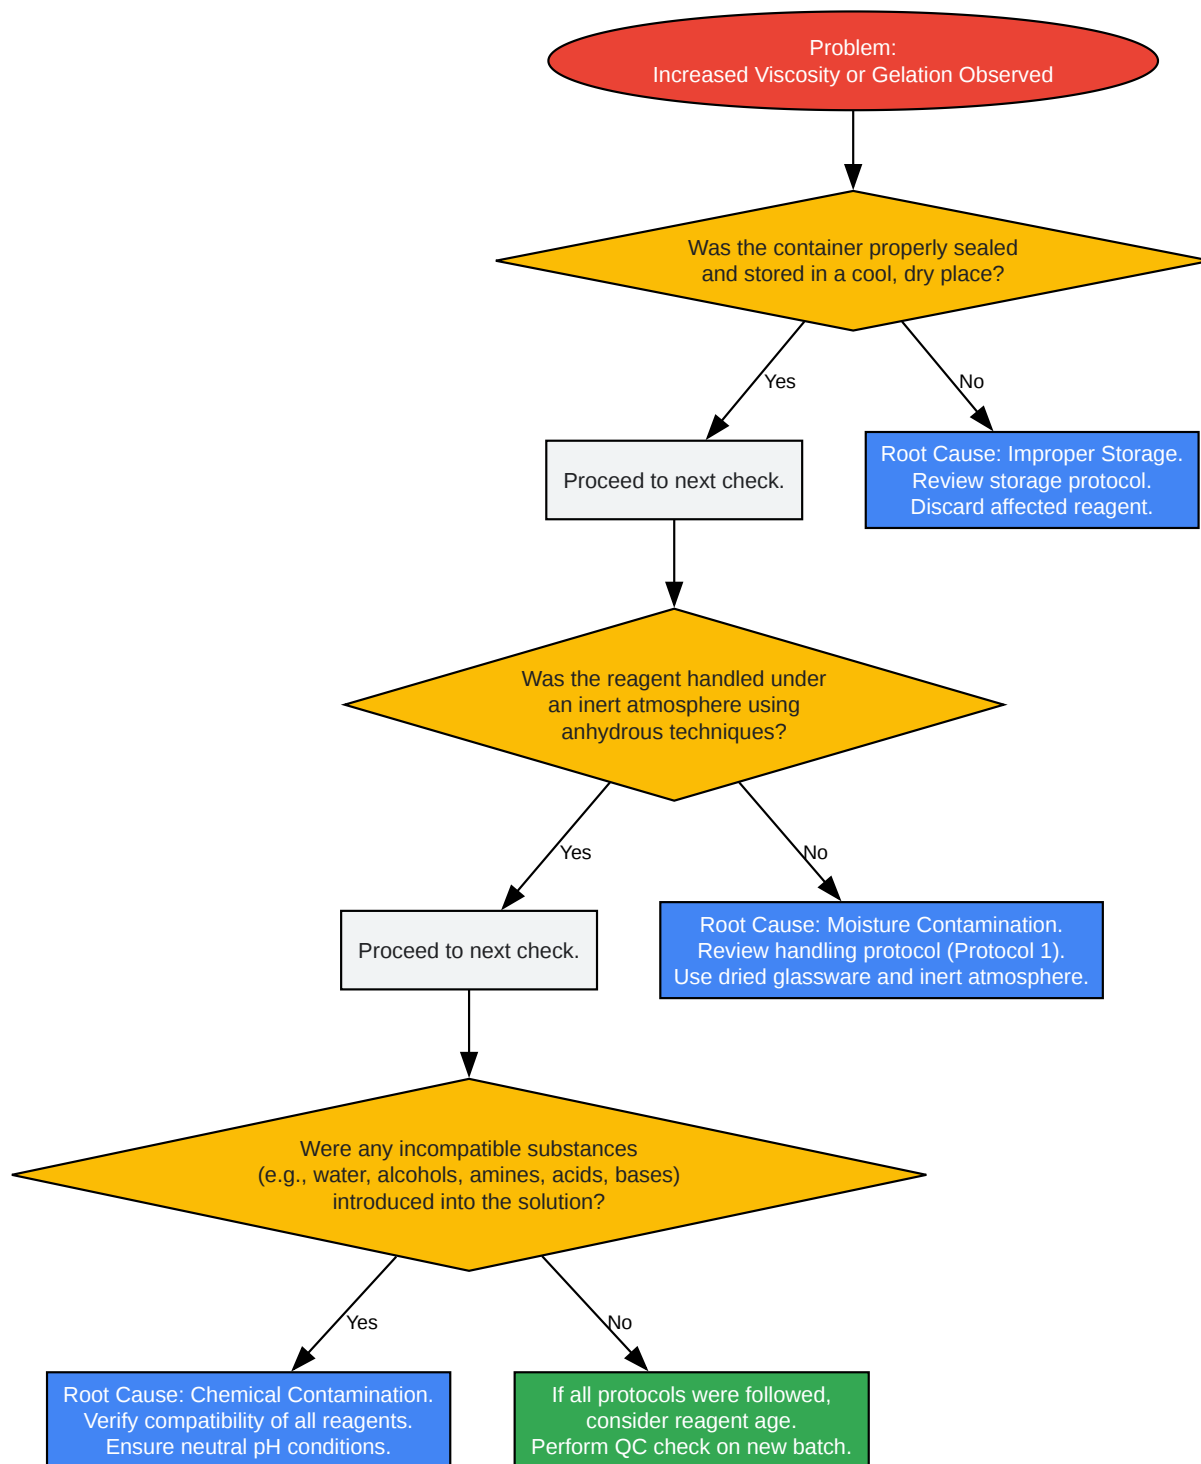 Problem:
Increased Viscosity or Gelation Observed
Was the container properly sealed
and stored in a cool, dry place?
Yes
No
Proceed to next check.
Root Cause: Improper Storage.
Review storage protocol.
Discard affected reagent.
Was the reagent handled under
an inert atmosphere using
anhydrous techniques?
Yes
No
Proceed to next check.
Root Cause: Moisture Contamination.
Review handling protocol (Protocol 1).
Use dried glassware and inert atmosphere.
Were any incompatible substances
(e.g., water, alcohols, amines, acids, bases)
introduced into the solution?
Yes
No
Root Cause: Chemical Contamination.
Verify compatibility of all reagents.
Ensure neutral pH conditions.
If all protocols were followed,
consider reagent age.
Perform QC check on new batch.